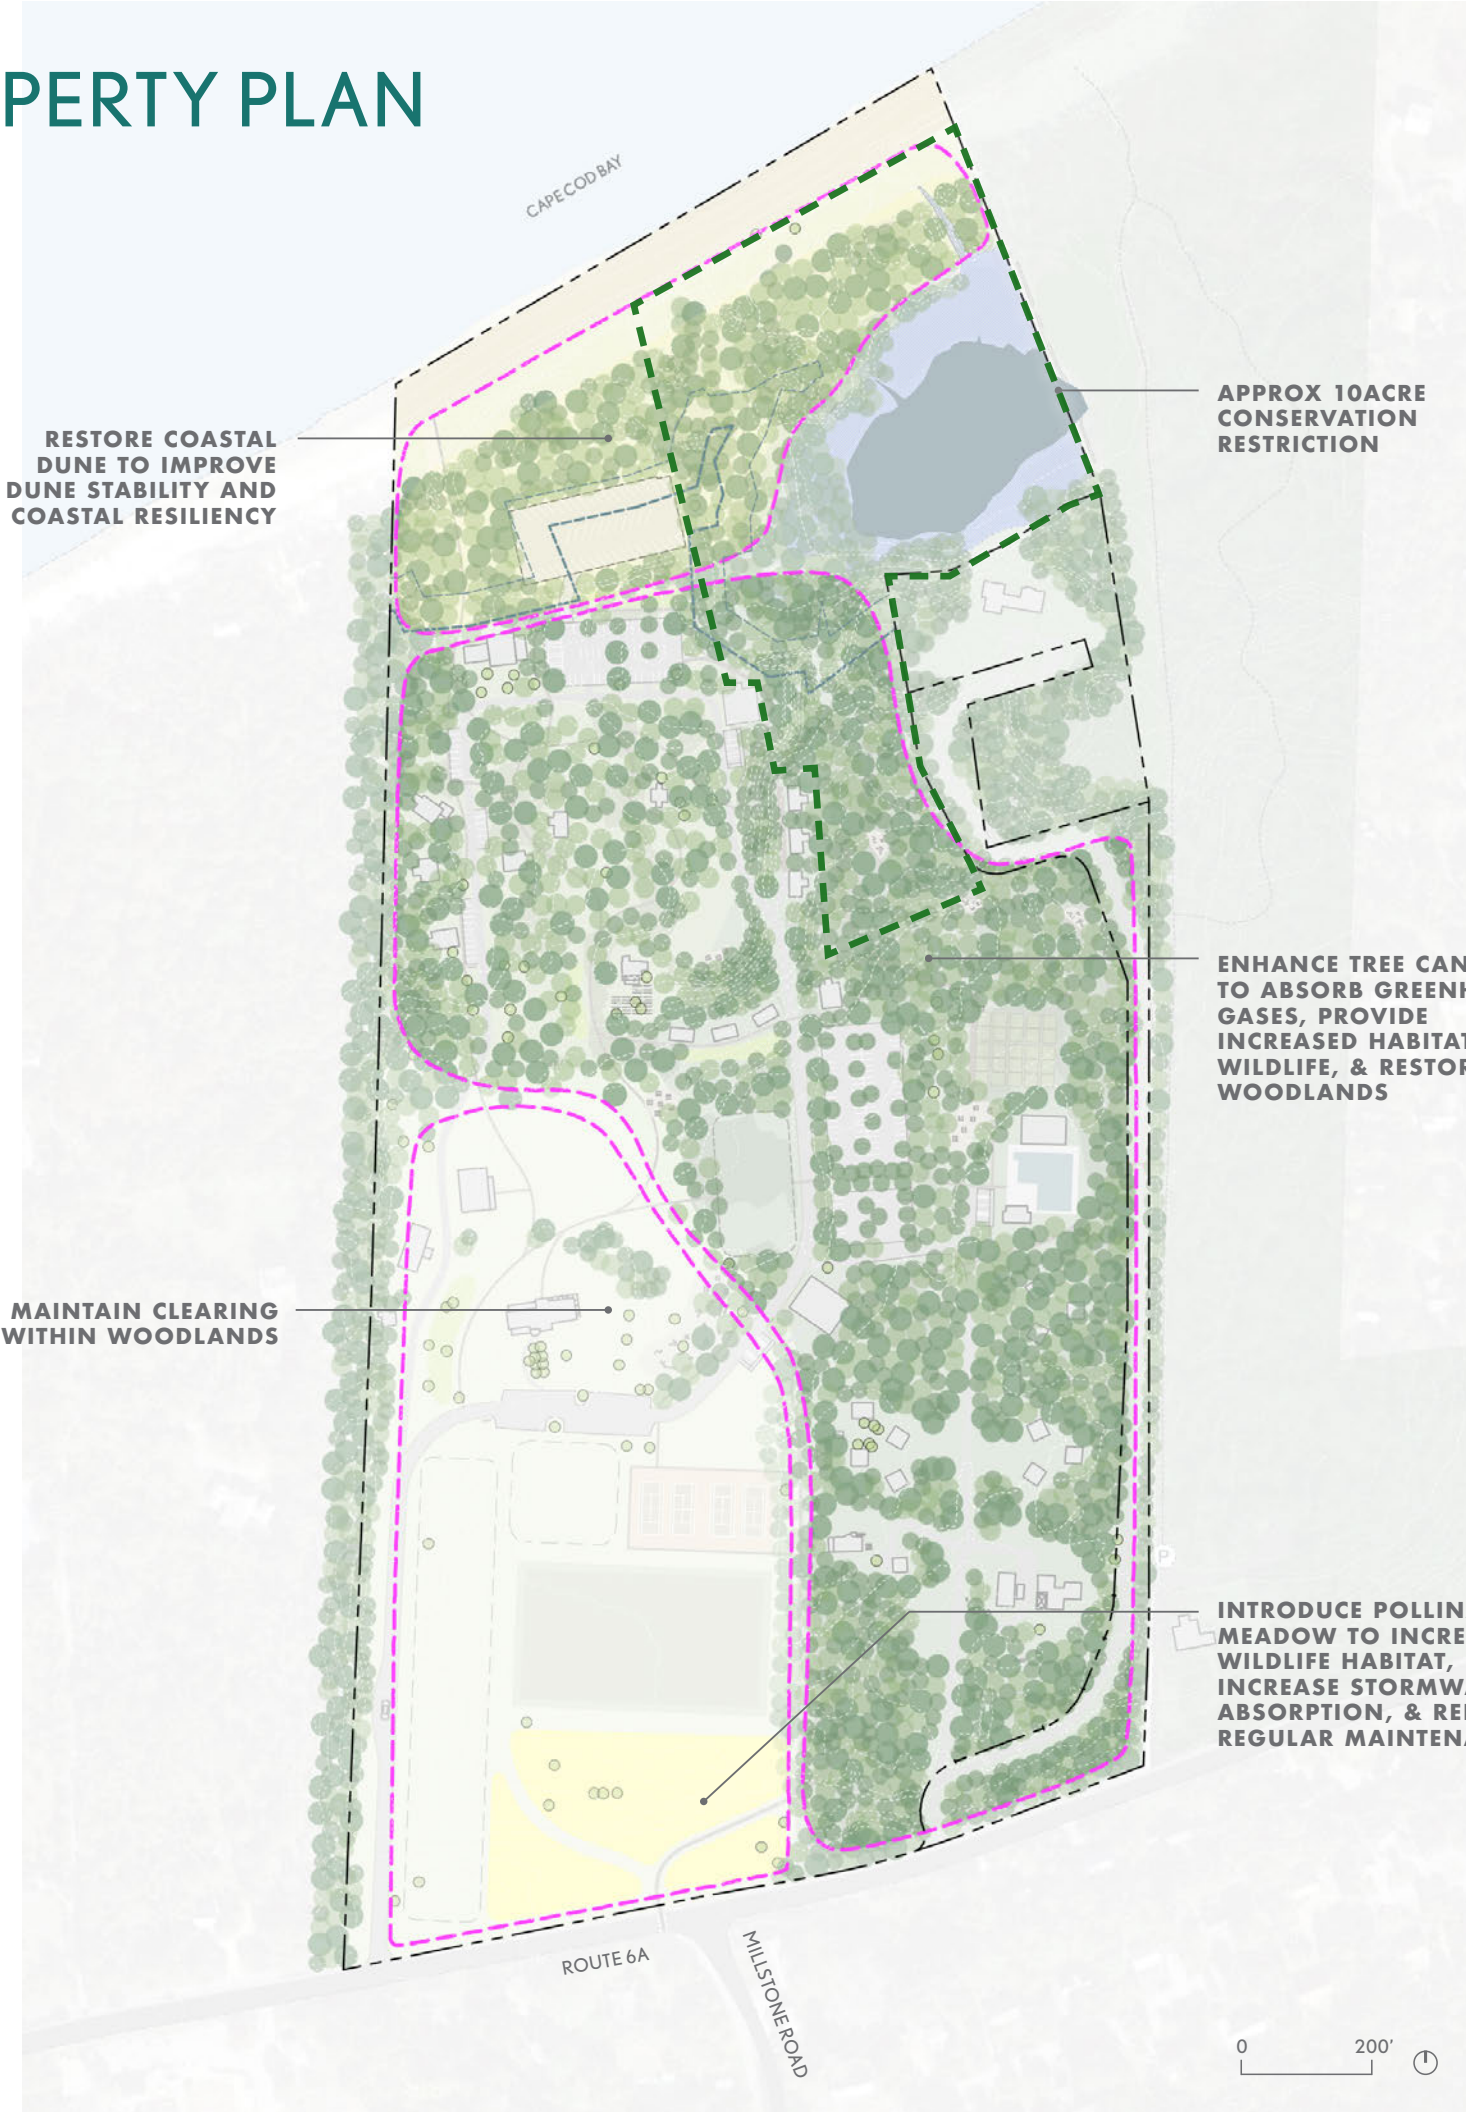 PERTY PLAN
CAPE COD BAY
RESTORE COASTAL
DUNE TO IMPROVE
DUNE STABILITY AND
COASTAL RESILIENCY
APPROX 10ACRE
CONSERVATION
RESTRICTION
ENHANCE TREE CAN
TO ABSORB GREENH
GASES, PROVIDE
INCREASED HABITAT
WILDLIFE, & RESTOR
WOODLANDS
MAINTAIN CLEARING
WITHIN WOODLANDS
P
INTRODUCE POLLIN
MEADOW TO INCRE
WILDLIFE HABITAT,
INCREASE STORMWA
ABSORPTION, & RE
REGULAR MAINTENA
ROUTE 6A
MILLSTONE ROAD
0 200'